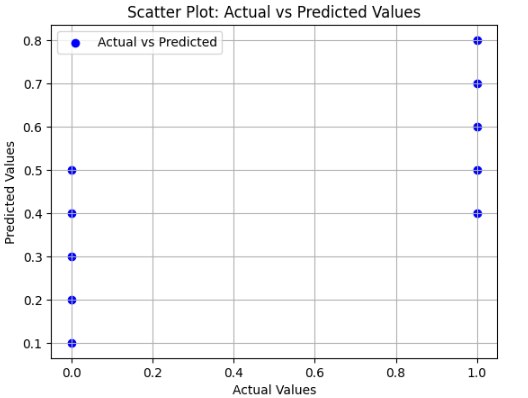 Scatter Plot: Actual vs Predicted Values
Actual vs Predicted
Predicted Values
0.8
0.7
0.6
0.5
0.4
0.3
0.2
0.1
0.0 0.2 0.4 0.6 0.8 1.0
Actual Values